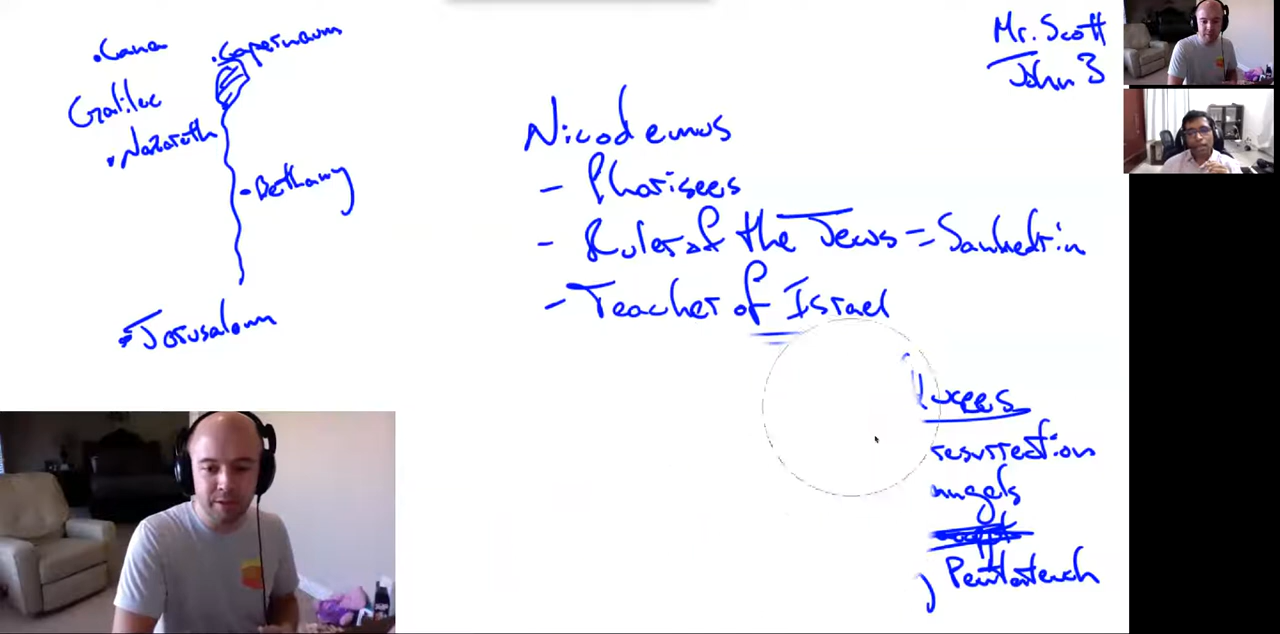 .Cana
.Capernaum
Galilee
.Nazareth
-Bethany
Jerusalem
Mr. Scott
John 3
Nicodemus
- Pharisees
- Ruler of the Jews = Sanhedrin
- Teacher of Israel
ucees
resurrection
angels
Pentateuch